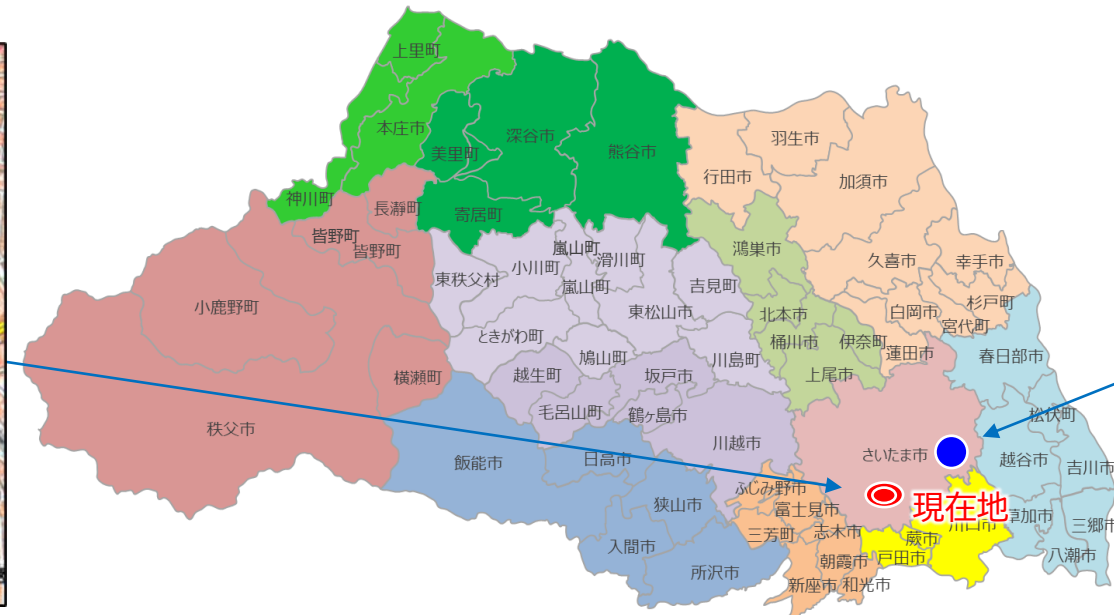 上里町
本庄市
深谷市
美里町
熊谷市
羽生市
行田市
加須市
神川町
長瀞町
寄居町
皆野町
皆野町
鴻巣市
嵐山町
滑川町
久喜市
幸手市
小川町
東秩父村
嵐山町
吉見町
小鹿野町
東松山市
北本市
白岡市
杉戸町
宮代町
ときがわ町
桶川市
伊奈町
蓮田市
鳩山町
川島町
春日部市
横瀬町
越生町
坂戸市
上尾市
毛呂山町
鶴ヶ島市
松伏町
秩父市
川越市
さいたま市
飯能市
日高市
越谷市
吉川市
ふじみ野市
狭山市
富士見市
現在地
川口市
草加市
三郷市
三芳町
志木市
蕨市
入間市
朝霞市
戸田市
八潮市
所沢市
新座市
和光市